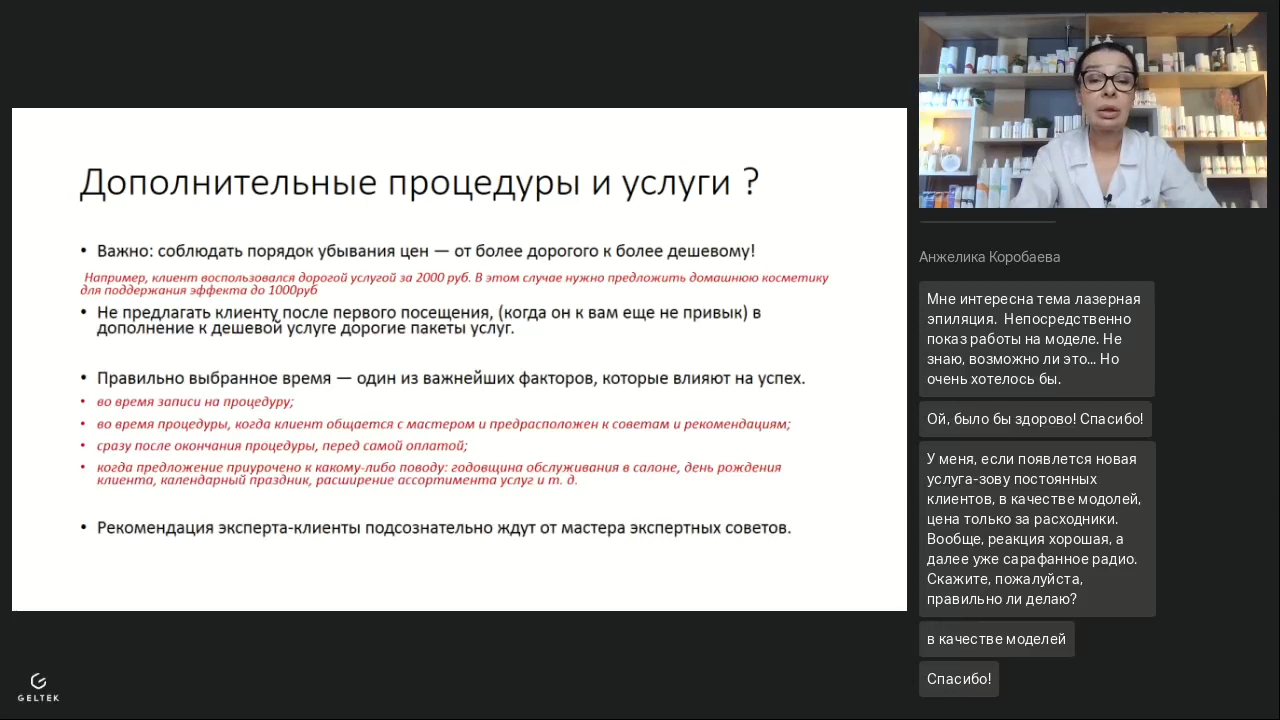 Дополнительные процедуры и услуги ?
• Важно: соблюдать порядок убывания цен — от более дорогого к более дешевому!
Например, клиент воспользовался дорогой услугой за 2000 руб. В этом случае нужно предложить домашнюю косметику
для поддержания эффекта до 1000руб
• Не предлагать клиенту после первого посещения, (когда он к вам еще не привык) в
дополнение к дешевой услуге дорогие пакеты услуг.
• Правильно выбранное время — один из важнейших факторов, которые влияют на успех.
• во время записи на процедуру;
• во время процедуры, когда клиент общается с мастером и предрасположен к советам и рекомендациям;
• сразу после окончания процедуры, перед самой оплатой;
• когда предложение приурочено к какому-либо поводу: годовщина обслуживания в салоне, день рождения
клиента, календарный праздник, расширение ассортимента услуг и т. д.
• Рекомендация эксперта-клиенты подсознательно ждут от мастера экспертных советов.
GELTEK
Анжелика Коробаева
Мне интересна тема лазерная
эпиляция. Непосредственно
показ работы на моделе. Не
знаю, возможно ли это... Но
очень хотелось бы.
Ой, было бы здорово! Спасибо!
У меня, если появлется новая
услуга-зову постоянных
клиентов, в качестве модолей,
цена только за расходники.
Вообще, реакция хорошая, а
далее уже сарафанное радио.
Скажите, пожалуйста,
правильно ли делаю?
в качестве моделей
Спасибо!